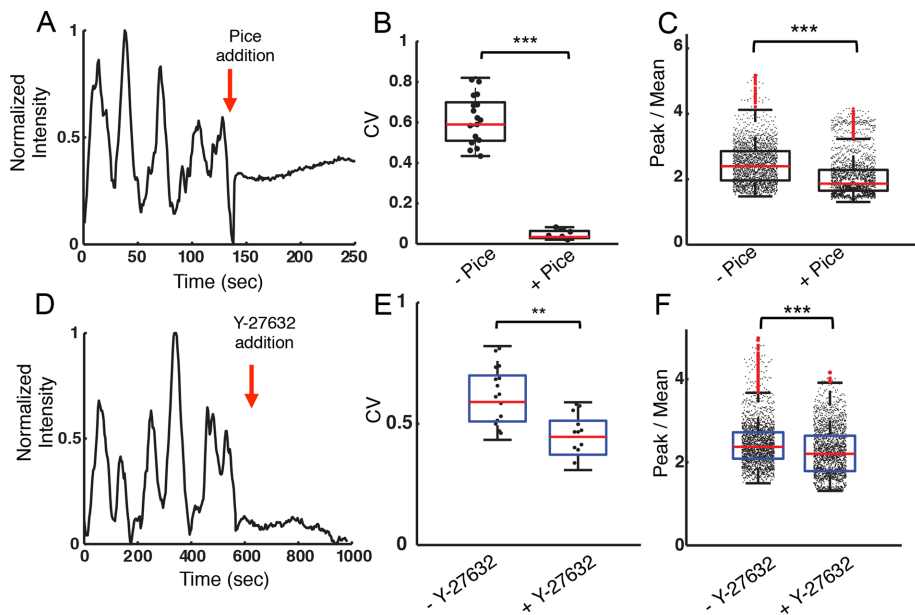 A
Normalized
Intensity
1
0.5
0
0
50
100
150
200
250
Time (sec)
Pice
addition
B
CV
1
0.8
0.6
0.4
0.2
0
***
- Pice
+ Pice
C
Peak / Mean
6
4
2
0
***
- Pice
+ Pice
D
Normalized
Intensity
1
0.5
0
0
200
400
600
800
1000
Time (sec)
Y-27632
addition
E
CV
1
0.5
0
**
- Y-27632
+ Y-27632
F
Peak / Mean
4
2
0
***
- Y-27632
+ Y-27632